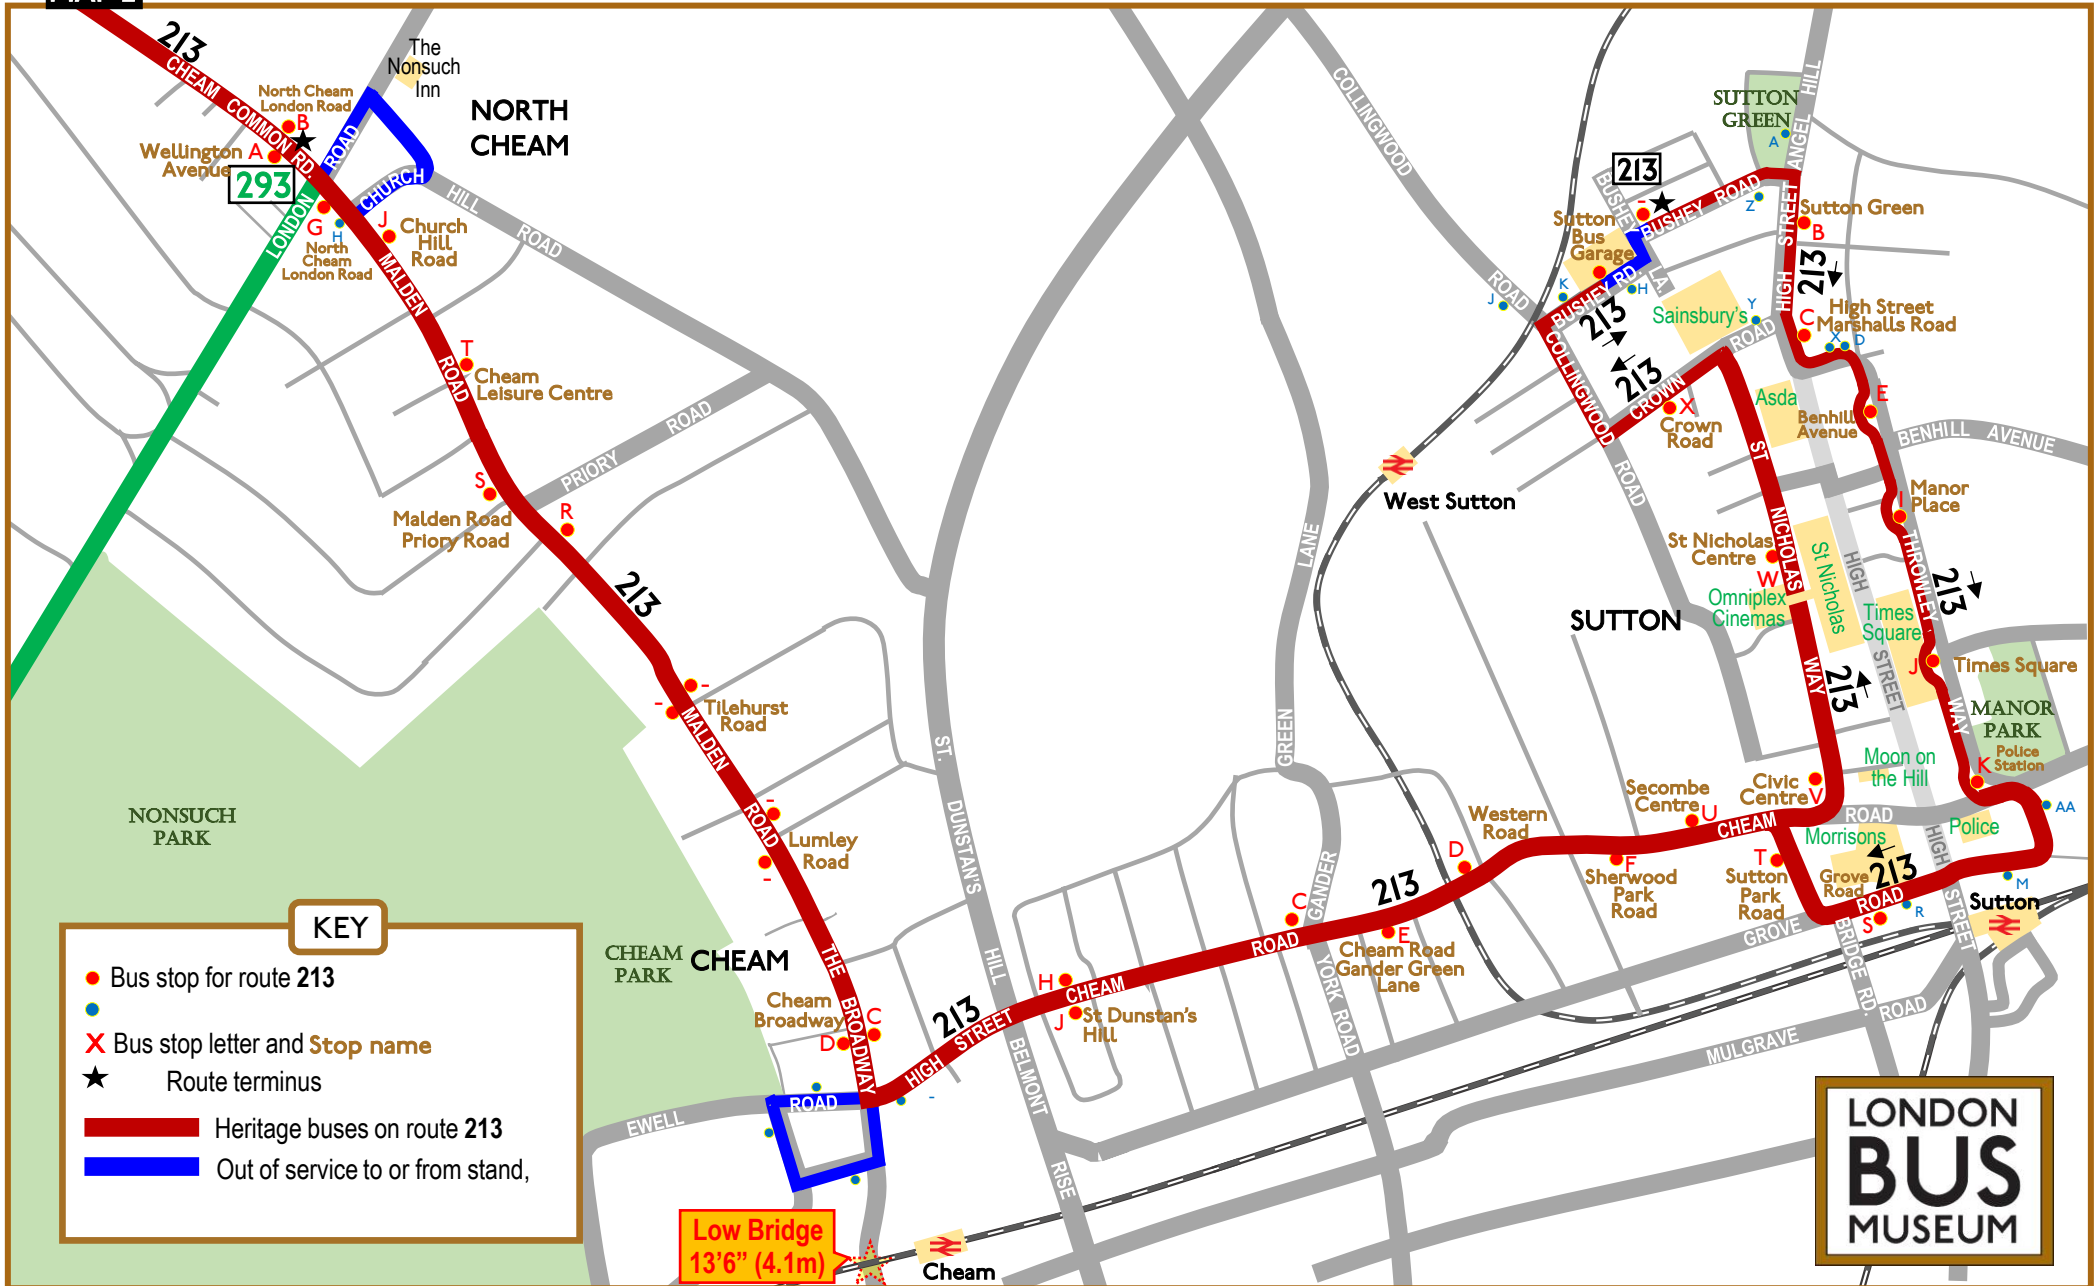 MAP 2
213
CHEAM COMMON RD.
The
Nonsuch
Inn
North Cheam
London Road
B
Wellington
Avenue
A
293
ROAD
LONDON
CHURCH
HILL
ROAD
NORTH
CHEAM
G
H
North
Cheam
London Road
J
Church
Hill
Road
MALDEN
ROAD
T
Cheam
Leisure Centre
PRIORY
ROAD
S
Malden Road
Priory Road
R
213
-
-
Tilehurst
Road
MALDEN
ROAD
-
Lumley
Road
-
NONSUCH
PARK
CHEAM
PARK
CHEAM
THE
BROADWAY
Cheam
Broadway
C
D
213
HIGH STREET
EWELL
ROAD
-
ST.
DUNSTAN'S
HILL
BELMONT
RISE
H
J
St Dunstan's
Hill
CHEAM
ROAD
C
213
E
Cheam Road
Gander Green
Lane
GREEN
LANE
GANDER
YORK ROAD
D
Western
Road
COLLINGWOOD
ROAD
West Sutton
SUTTON
GREEN
A
ANGEL HILL
213
-
BUSHEY
LA.
BUSHEY ROAD
Z
Sutton
Bus
Garage
BUSHEY RD.
K
J
H
213
213
COLLINGWOOD
ROAD
CROWN
ROAD
X
Crown
Road
Sainsbury's
Y
HIGH STREET
Sutton Green
B
213
C
High Street
Marshalls Road
X
D
Asda
Benhill
Avenue
E
BENHILL AVENUE
I
Manor
Place
ST
NICHOLAS
WAY
St Nicholas
Centre
W
Omniplex
Cinemas
St Nicholas
HIGH
STREET
Times
Square
THROWLEY
WAY
213
J
Times Square
SUTTON
213
MANOR
PARK
Police
Station
K
AA
Moon on
the Hill
Civic
Centre
V
Secombe
Centre
U
CHEAM
ROAD
Morrisons
Police
F
Sherwood
Park
Road
T
Sutton
Park
Road
Grove
Road
213
S
GROVE
ROAD
R
M
HIGH
STREET
Sutton
BRIDGE RD.
MULGRAVE
ROAD
KEY
Bus stop for route 213
X Bus stop letter and Stop name
Route terminus
Heritage buses on route 213
Out of service to or from stand,
Low Bridge
13'6" (4.1m)
Cheam
LONDON
BUS
MUSEUM